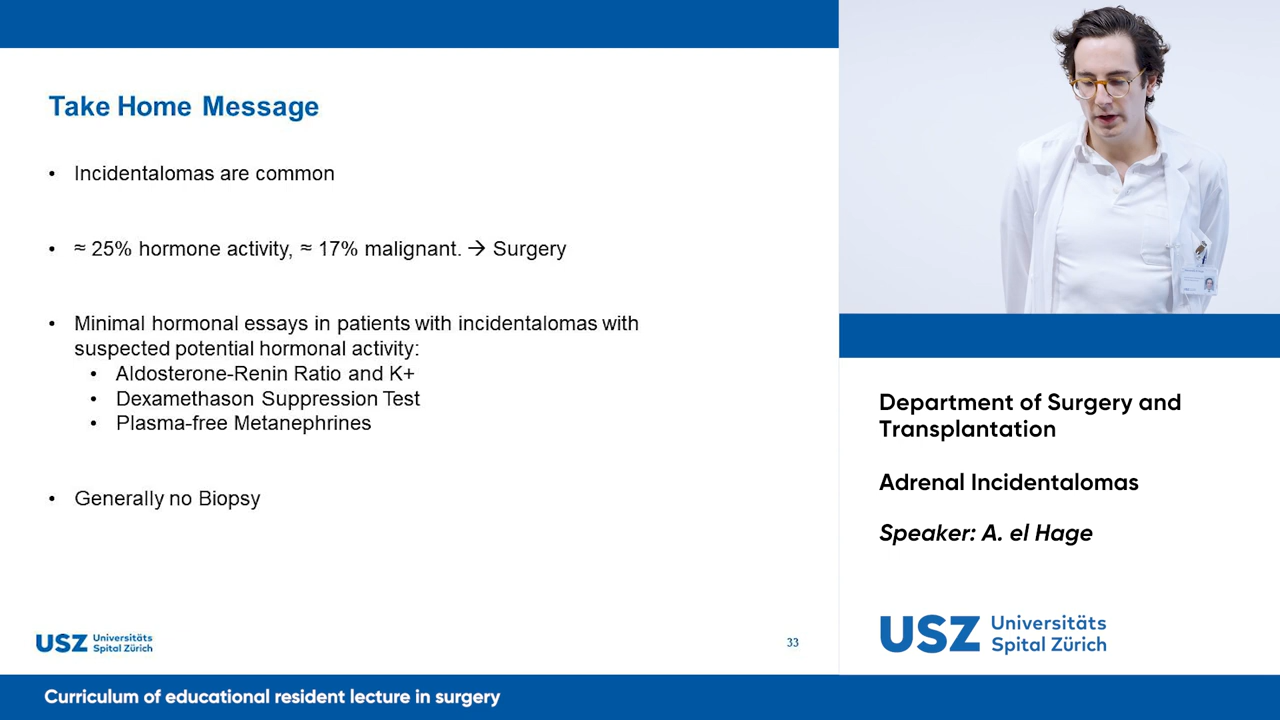 Take Home Message
• Incidentalomas are common
• ≈ 25% hormone activity, ≈ 17% malignant. → Surgery
• Minimal hormonal essays in patients with incidentalomas with
suspected potential hormonal activity:
• Aldosterone-Renin Ratio and K+
• Dexamethason Suppression Test
• Plasma-free Metanephrines
• Generally no Biopsy
USZ Universitäts
Spital Zürich
33
Department of Surgery and
Transplantation
Adrenal Incidentalomas
Speaker: A. el Hage
USZ Universitäts
Spital Zürich
Curriculum of educational resident lecture in surgery